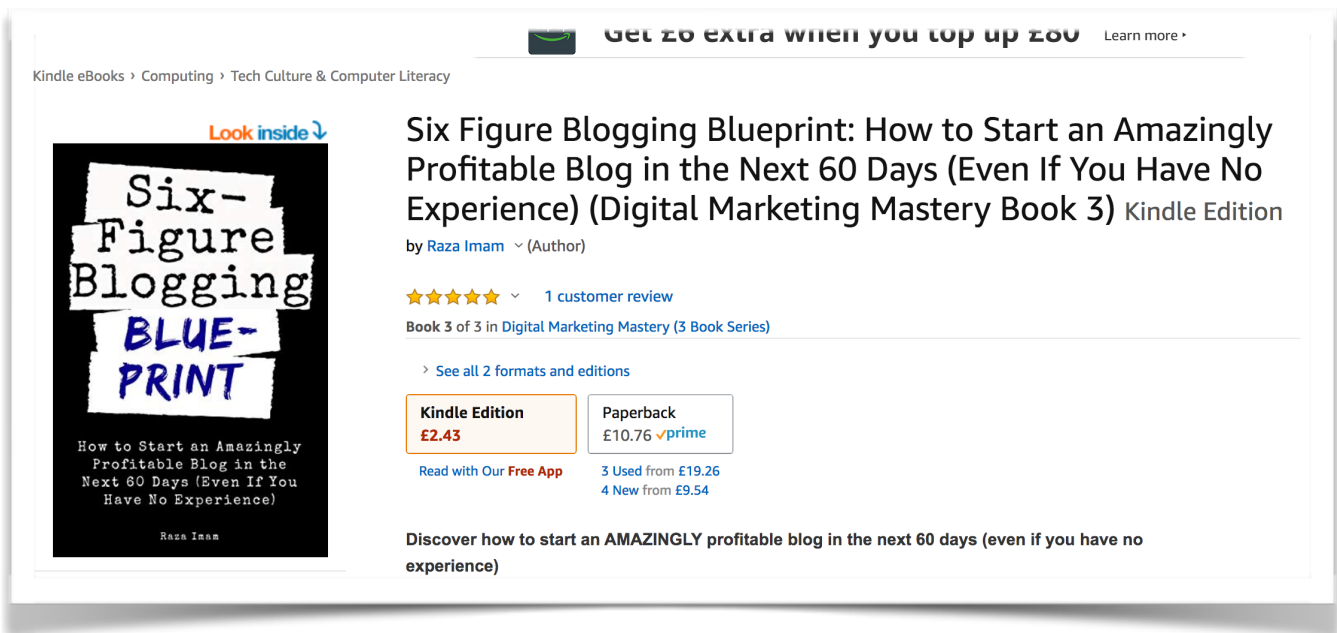 Get £6 extra when you top up £80 Learn more ‣
Kindle eBooks › Computing › Tech Culture & Computer Literacy
Look inside
Six-
Figure
Blogging
BLUE-
PRINT
How to Start an Amazingly
Profitable Blog in the
Next 60 Days (Even If You
Have No Experience)
Raza Imam
Six Figure Blogging Blueprint: How to Start an Amazingly
Profitable Blog in the Next 60 Days (Even If You Have No
Experience) (Digital Marketing Mastery Book 3) Kindle Edition
by Raza Imam (Author)
1 customer review
Book 3 of 3 in Digital Marketing Mastery (3 Book Series)
› See all 2 formats and editions
Kindle Edition
£2.43
Read with Our Free App
Paperback
£10.76 prime
3 Used from £19.26
4 New from £9.54
Discover how to start an AMAZINGLY profitable blog in the next 60 days (even if you have no
experience)